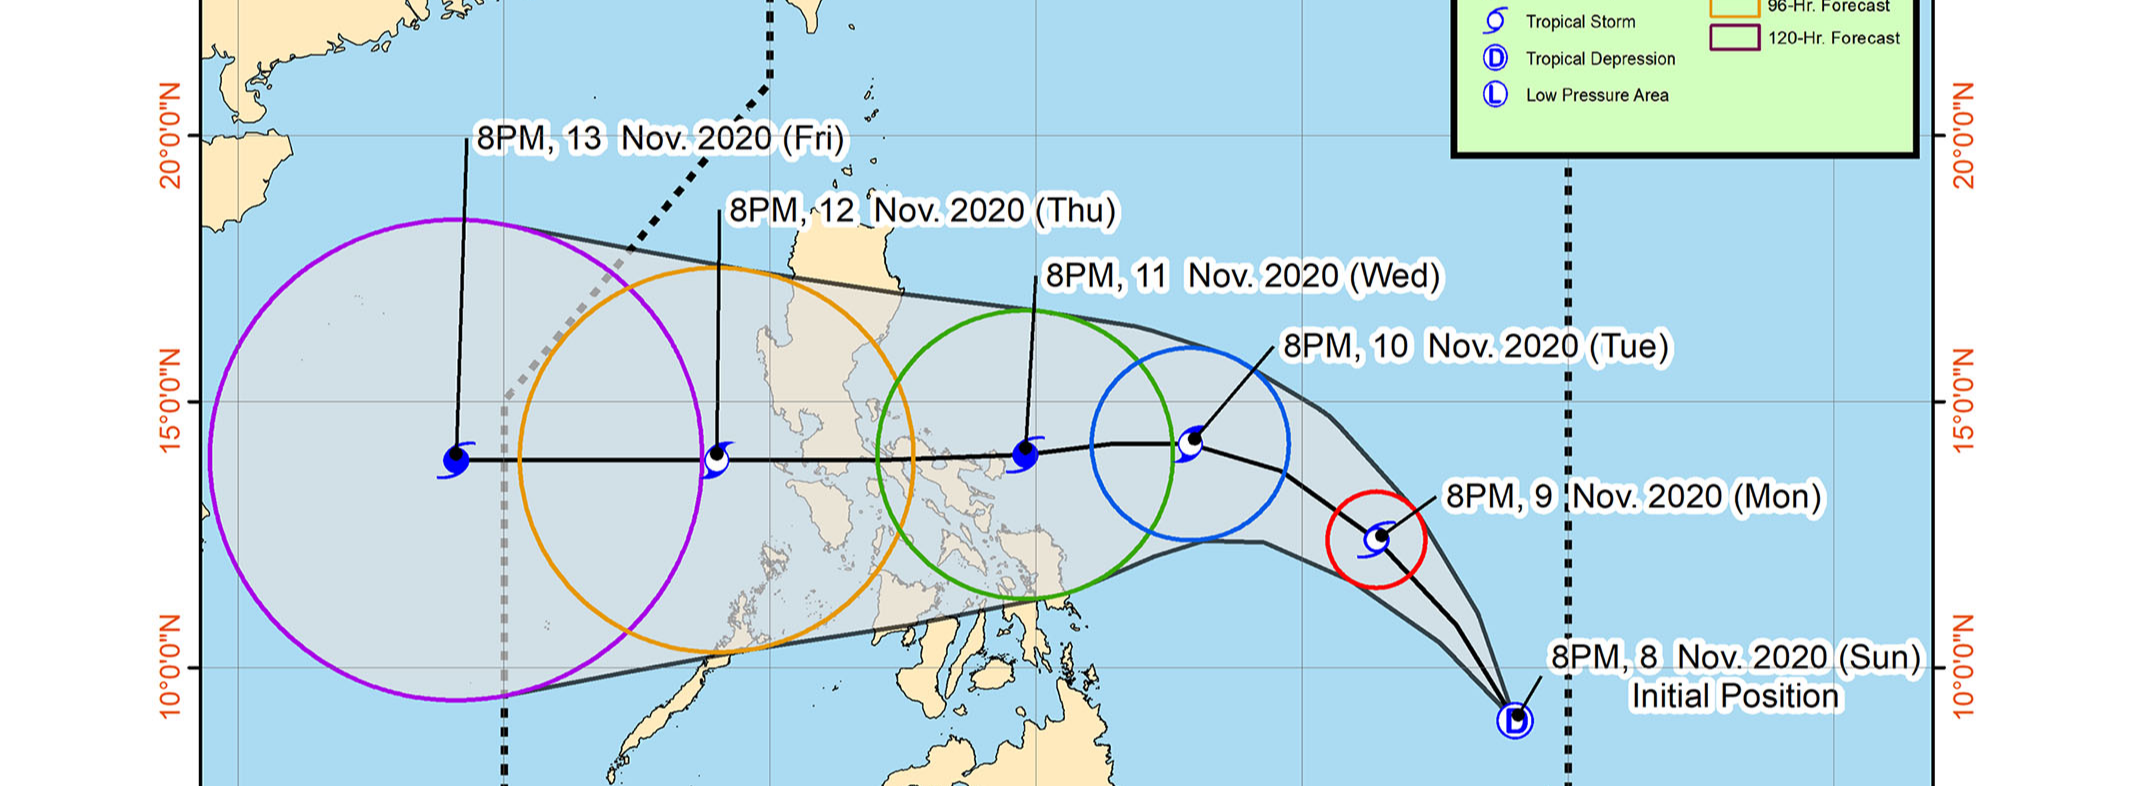 96-Hr. Forecast
Tropical Storm
120-Hr. Forecast
D Tropical Depression
L Low Pressure Area
20°0'0"N
20°0'0"N
8PM, 13 Nov. 2020 (Fri)
8PM, 12 Nov. 2020 (Thu)
8PM, 11 Nov. 2020 (Wed)
8PM, 10 Nov. 2020 (Tue)
15°0'0"N
15°0'0"N
8PM, 9 Nov. 2020 (Mon)
10°0'0"N
10°0'0"N
8PM, 8 Nov. 2020 (Sun)
Initial Position
D